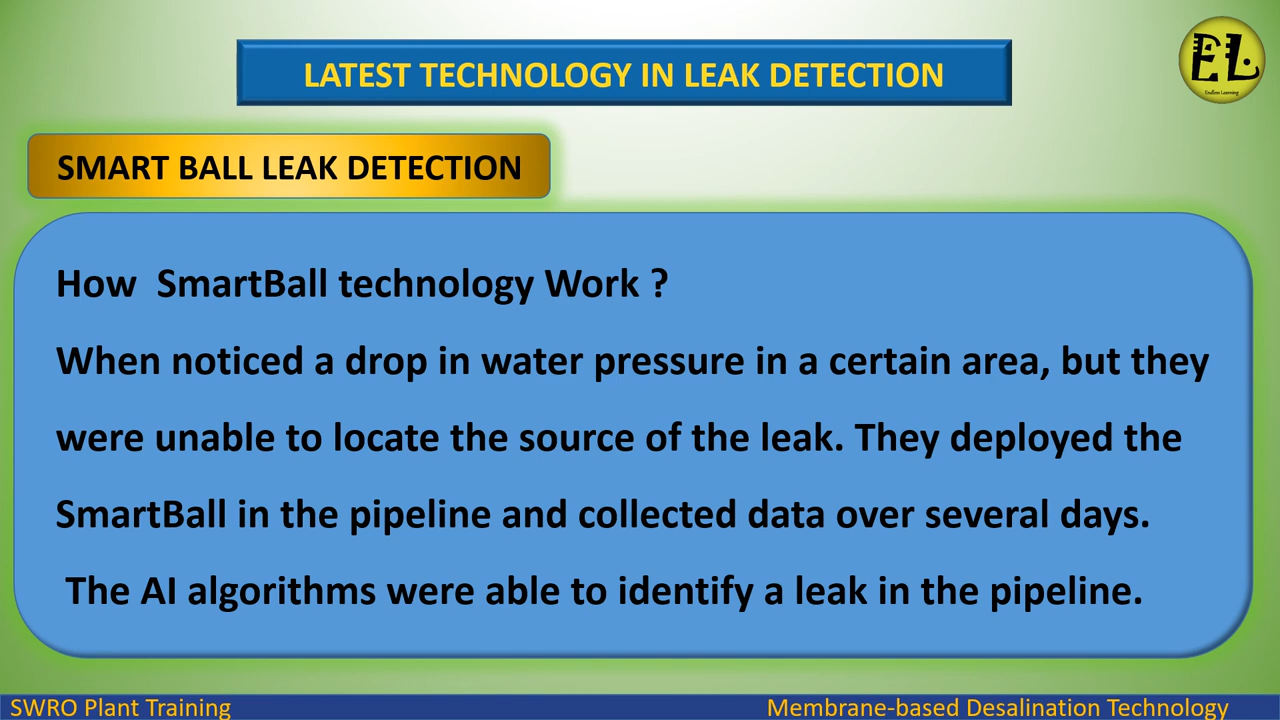 LATEST TECHNOLOGY IN LEAK DETECTION
EL
Endless Learning
SMART BALL LEAK DETECTION
How  SmartBall technology Work ?
When noticed a drop in water pressure in a certain area, but they
were unable to locate the source of the leak. They deployed the
SmartBall in the pipeline and collected data over several days.
The AI algorithms were able to identify a leak in the pipeline.
SWRO Plant Training
Membrane-based Desalination Technology